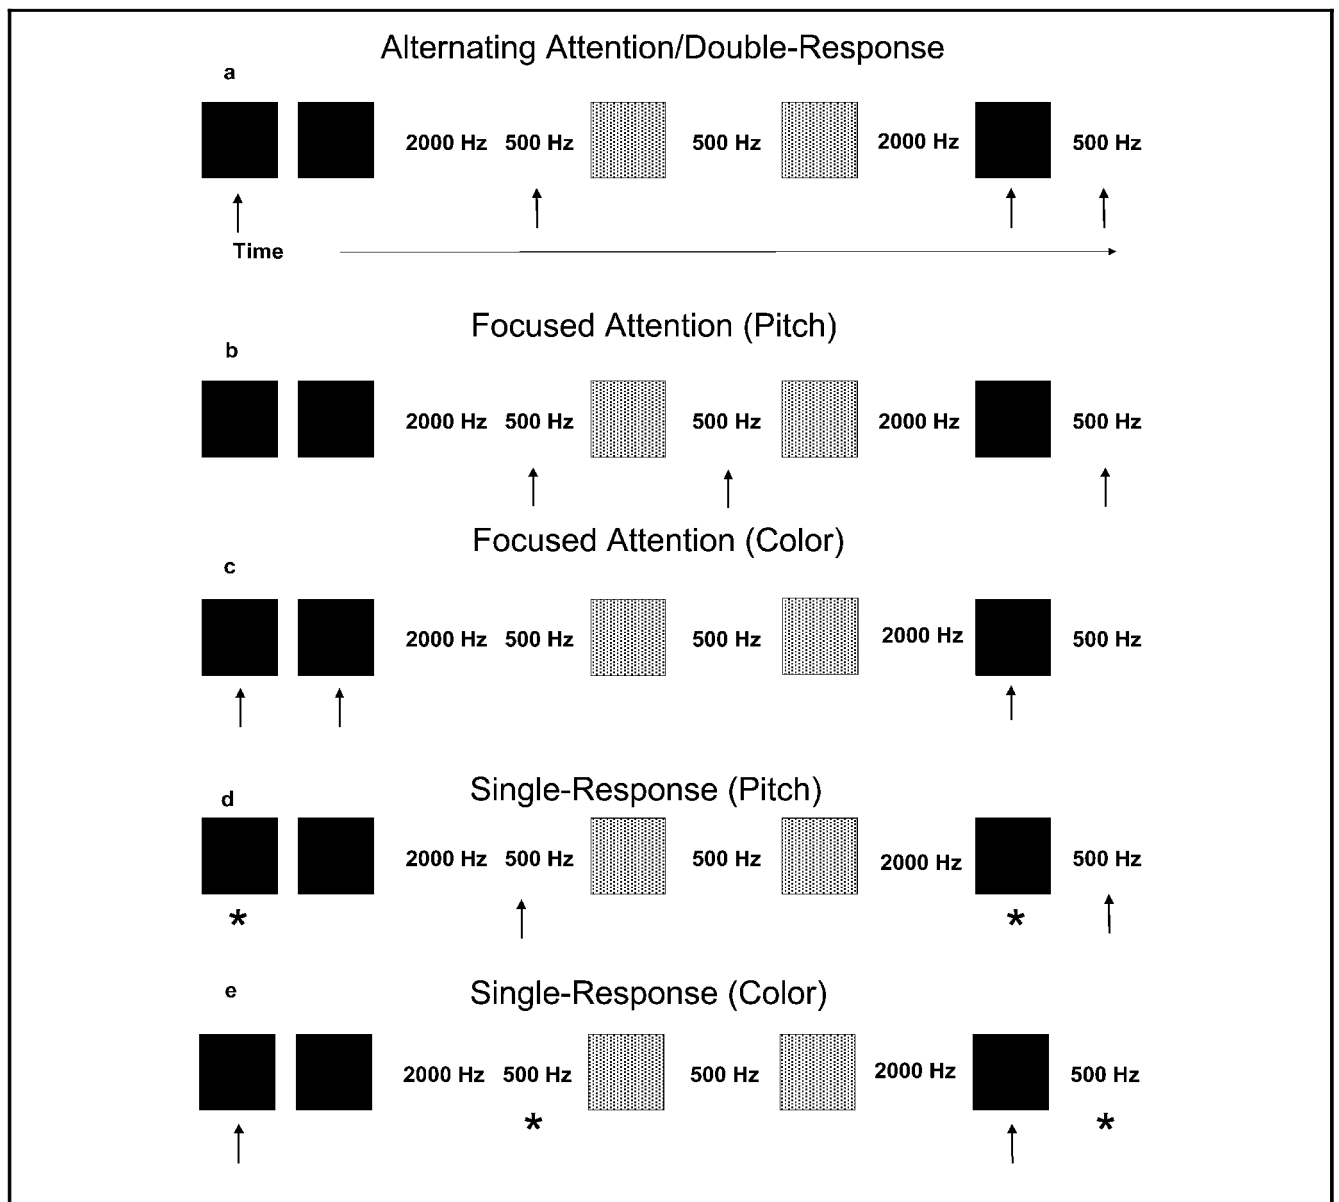 Alternating Attention/Double-Response
a
2000 Hz 500 Hz 500 Hz 2000 Hz 500 Hz
Time
Focused Attention (Pitch)
b
2000 Hz 500 Hz 500 Hz 2000 Hz 500 Hz
Focused Attention (Color)
c
2000 Hz 500 Hz 500 Hz 2000 Hz 500 Hz
Single-Response (Pitch)
d
2000 Hz 500 Hz 500 Hz 2000 Hz 500 Hz
* *
Single-Response (Color)
e
2000 Hz 500 Hz 500 Hz 2000 Hz 500 Hz
* *